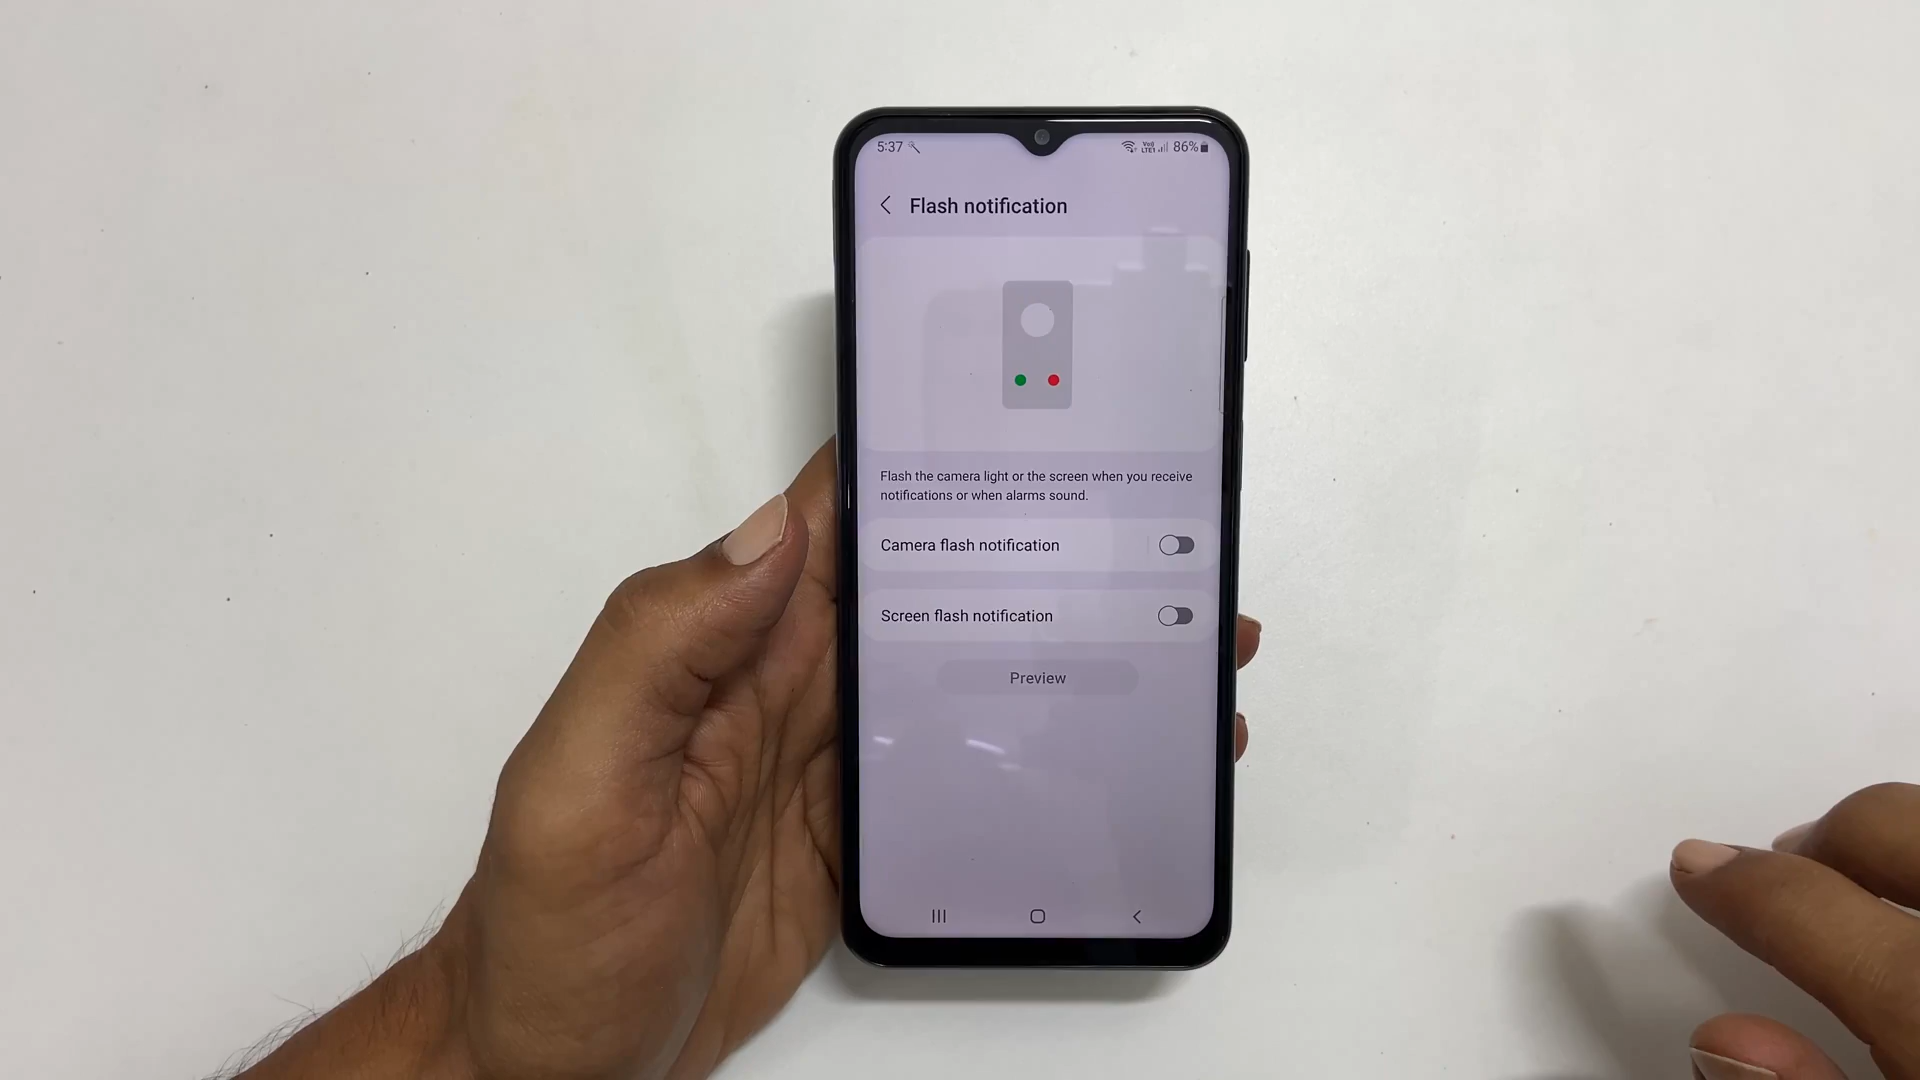 5:37
86%
Flash notification
Flash the camera light or the screen when you receive
notifications or when alarms sound.
Camera flash notification
Screen flash notification
Preview